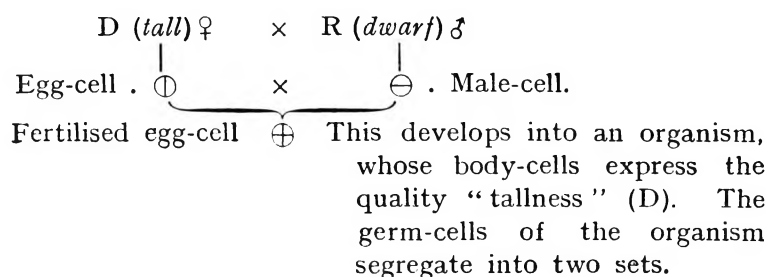 D (tall) ♀ × R (dwarf) ♂
Egg-cell . ⦶ × ⊖ . Male-cell.
Fertilised egg-cell ⊕ This develops into an organism,
whose body-cells express the
quality “tallness” (D). The
germ-cells of the organism
segregate into two sets.